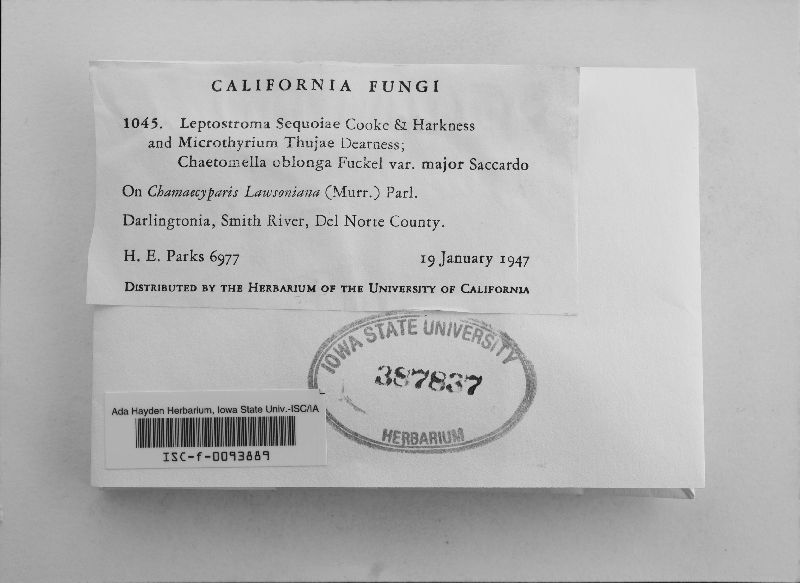 CALIFORNIA FUNGI
1045. Leptostroma Sequoiae Cooke & Harkness
and Microthyrium Thujae Dearness;
Chaetomella oblonga Fuckel var. major Saccardo
On Chamaecyparis Lawsoniana (Murr.) Parl.
Darlingtonia, Smith River, Del Norte County.
H. E. Parks 6977 19 January 1947
DISTRIBUTED BY THE HERBARIUM OF THE UNIVERSITY OF CALIFORNIA
IOWA STATE UNIVERSITY
387837
HERBARIUM
Ada Hayden Herbarium, Iowa State Univ.-ISC/IA
ISC-f-0093889